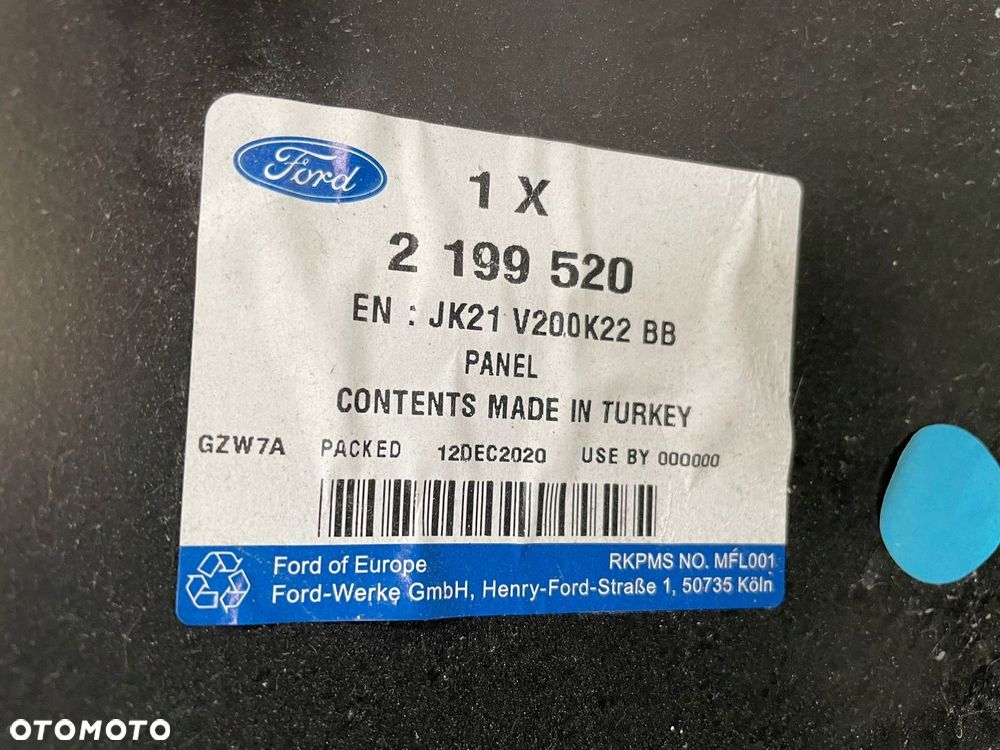 Ford
1 X
2 199 520
EN : JK21 V200K22 BB
PANEL
CONTENTS MADE IN TURKEY
GZW7A PACKED 12DEC2020 USE BY 000000
Ford of Europe RKPMS NO. MFL001
Ford-Werke GmbH, Henry-Ford-Straße 1, 50735 Köln
OTOMOTO